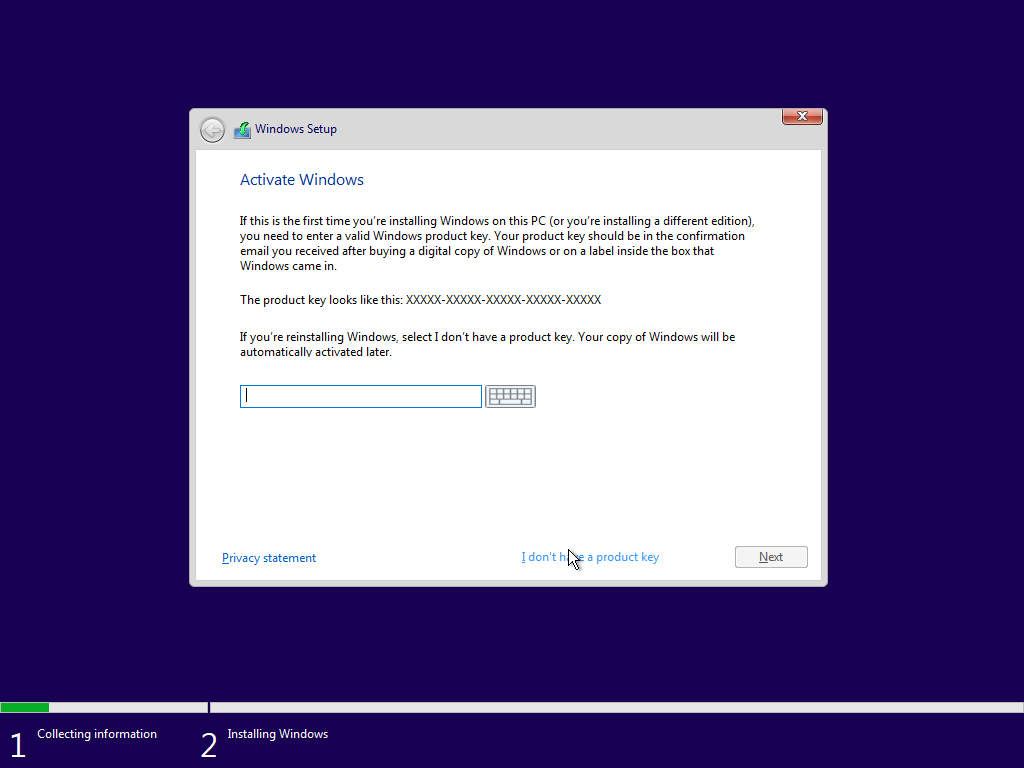 Windows Setup
Activate Windows
If this is the first time you're installing Windows on this PC (or you're installing a different edition),
you need to enter a valid Windows product key. Your product key should be in the confirmation
email you received after buying a digital copy of Windows or on a label inside the box that
Windows came in.
The product key looks like this: XXXXX-XXXXX-XXXXX-XXXXX-XXXXX
If you're reinstalling Windows, select I don't have a product key. Your copy of Windows will be
automatically activated later.
Privacy statement
I don't have a product key
Next
1 Collecting information
2 Installing Windows